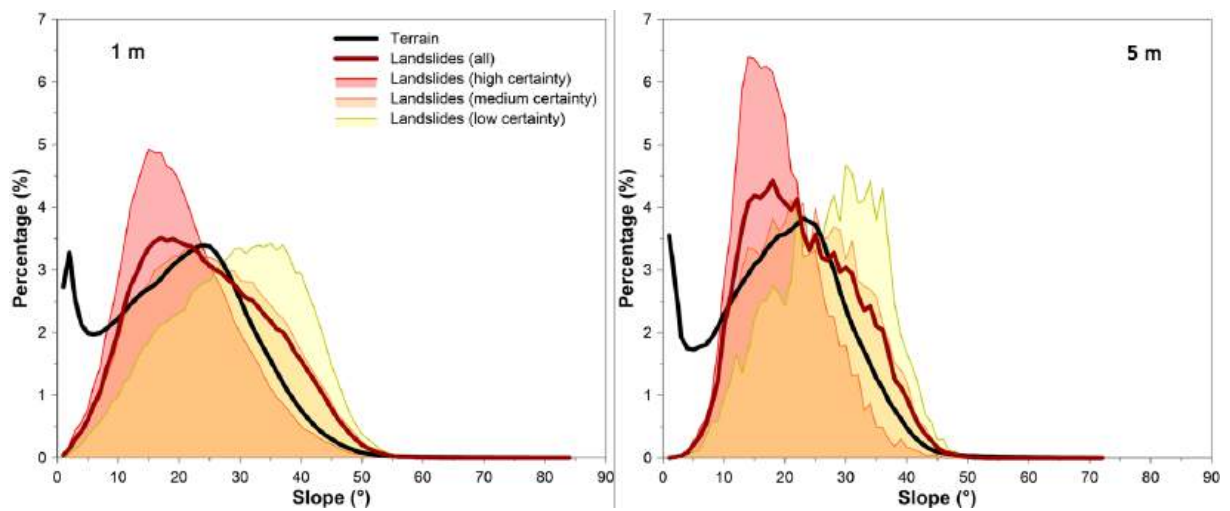 1 m
Terrain
Landslides (all)
Landslides (high certainty)
Landslides (medium certainty)
Landslides (low certainty)
Percentage (%)
7
6
5
4
3
2
1
0
0 10 20 30 40 50 60 70 80 90
Slope (°)
5 m
Percentage (%)
7
6
5
4
3
2
1
0
0 10 20 30 40 50 60 70 80 90
Slope (°)